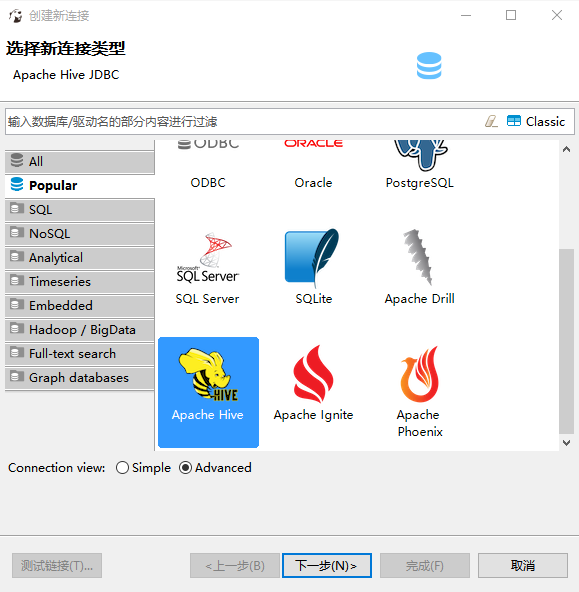 创建新连接
选择新连接类型
Apache Hive JDBC
输入数据库/驱动名的部分内容进行过滤
Classic
All
Popular
SQL
NoSQL
Analytical
Timeseries
Embedded
Hadoop / BigData
Full-text search
Graph databases
ODBC
ORACLE
ODBC
Oracle
PostgreSQL
Microsoft
SQL Server
SQL Server
SQLite
Apache Drill
HIVE
Apache Hive
Apache Ignite
Apache
Phoenix
Connection view:
Simple
Advanced
测试链接(T)...
<上一步(B)
下一步(N)>
完成(F)
取消